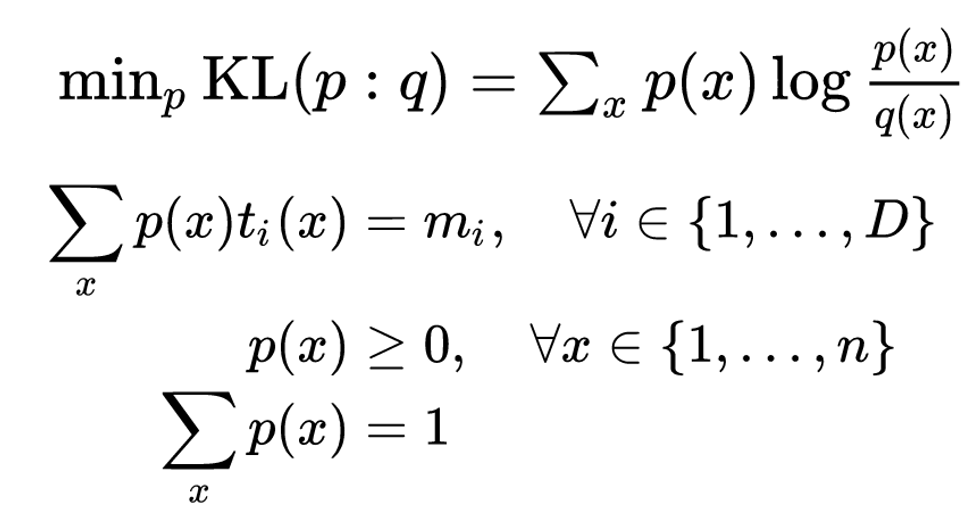 min_p KL(p : q) = ∑_x p(x) log p(x)/q(x)
∑_x p(x)t_i(x) = m_i, ∀i ∈ {1, . . . , D}
p(x) ≥ 0, ∀x ∈ {1, . . . , n}
∑_x p(x) = 1